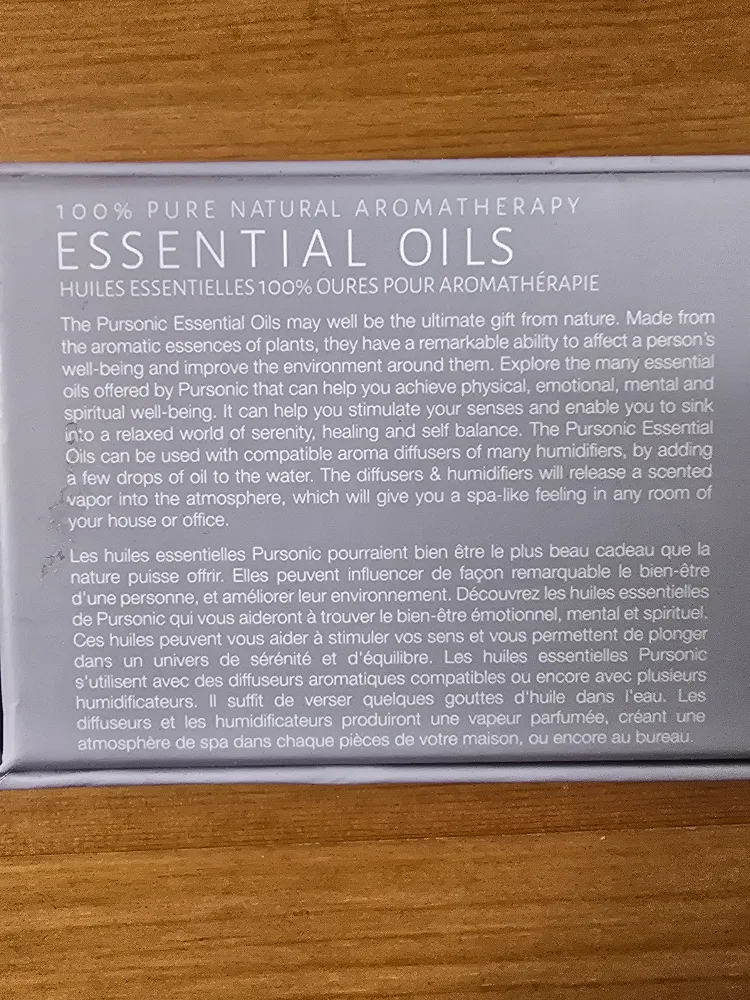 100% PURE NATURAL AROMATHERAPY
ESSENTIAL OILS
HUILES ESSENTIELLES 100% OURES POUR AROMATHÉRAPIE
The Pursonic Essential Oils may well be the ultimate gift from nature. Made from
the aromatic essences of plants, they have a remarkable ability to affect a person's
well-being and improve the environment around them. Explore the many essential
oils offered by Pursonic that can help you achieve physical, emotional, mental and
spiritual well-being. It can help you stimulate your senses and enable you to sink
into a relaxed world of serenity, healing and self balance. The Pursonic Essential
Oils can be used with compatible aroma diffusers of many humidifiers, by adding
a few drops of oil to the water. The diffusers & humidifiers will release a scented
vapor into the atmosphere, which will give you a spa-like feeling in any room of
your house or office.
Les huiles essentielles Pursonic pourraient bien être le plus beau cadeau que la
nature puisse offrir. Elles peuvent influencer de façon remarquable le bien-être
d'une personne, et améliorer leur environnement. Découvrez les huiles essentielles
de Pursonic qui vous aideront à trouver le bien-être émotionnel, mental et spirituel.
Ces huiles peuvent vous aider à stimuler vos sens et vous permettent de plonger
dans un univers de sérénité et d'équilibre. Les huiles essentielles Pursonic
s'utilisent avec des diffuseurs aromatiques compatibles ou encore avec plusieurs
humidificateurs. Il suffit de verser quelques gouttes d'huile dans l'eau. Les
diffuseurs et les humidificateurs produiront une vapeur parfumée, créant une
atmosphère de spa dans chaque pièces de votre maison, ou encore au bureau.